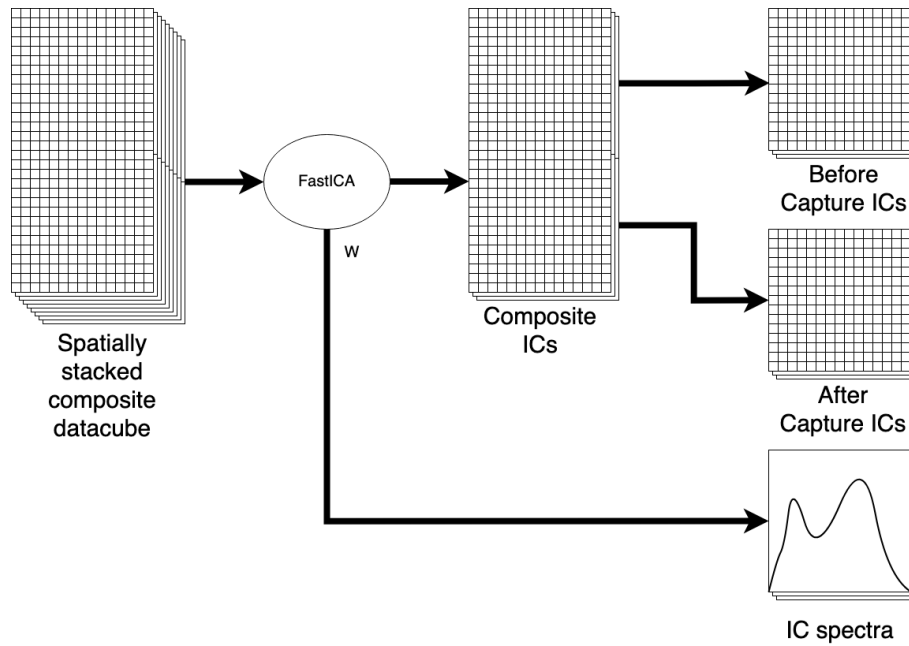 FastICA
W
Spatially
stacked
composite
datacube
Composite
ICs
Before
Capture ICs
After
Capture ICs
IC spectra